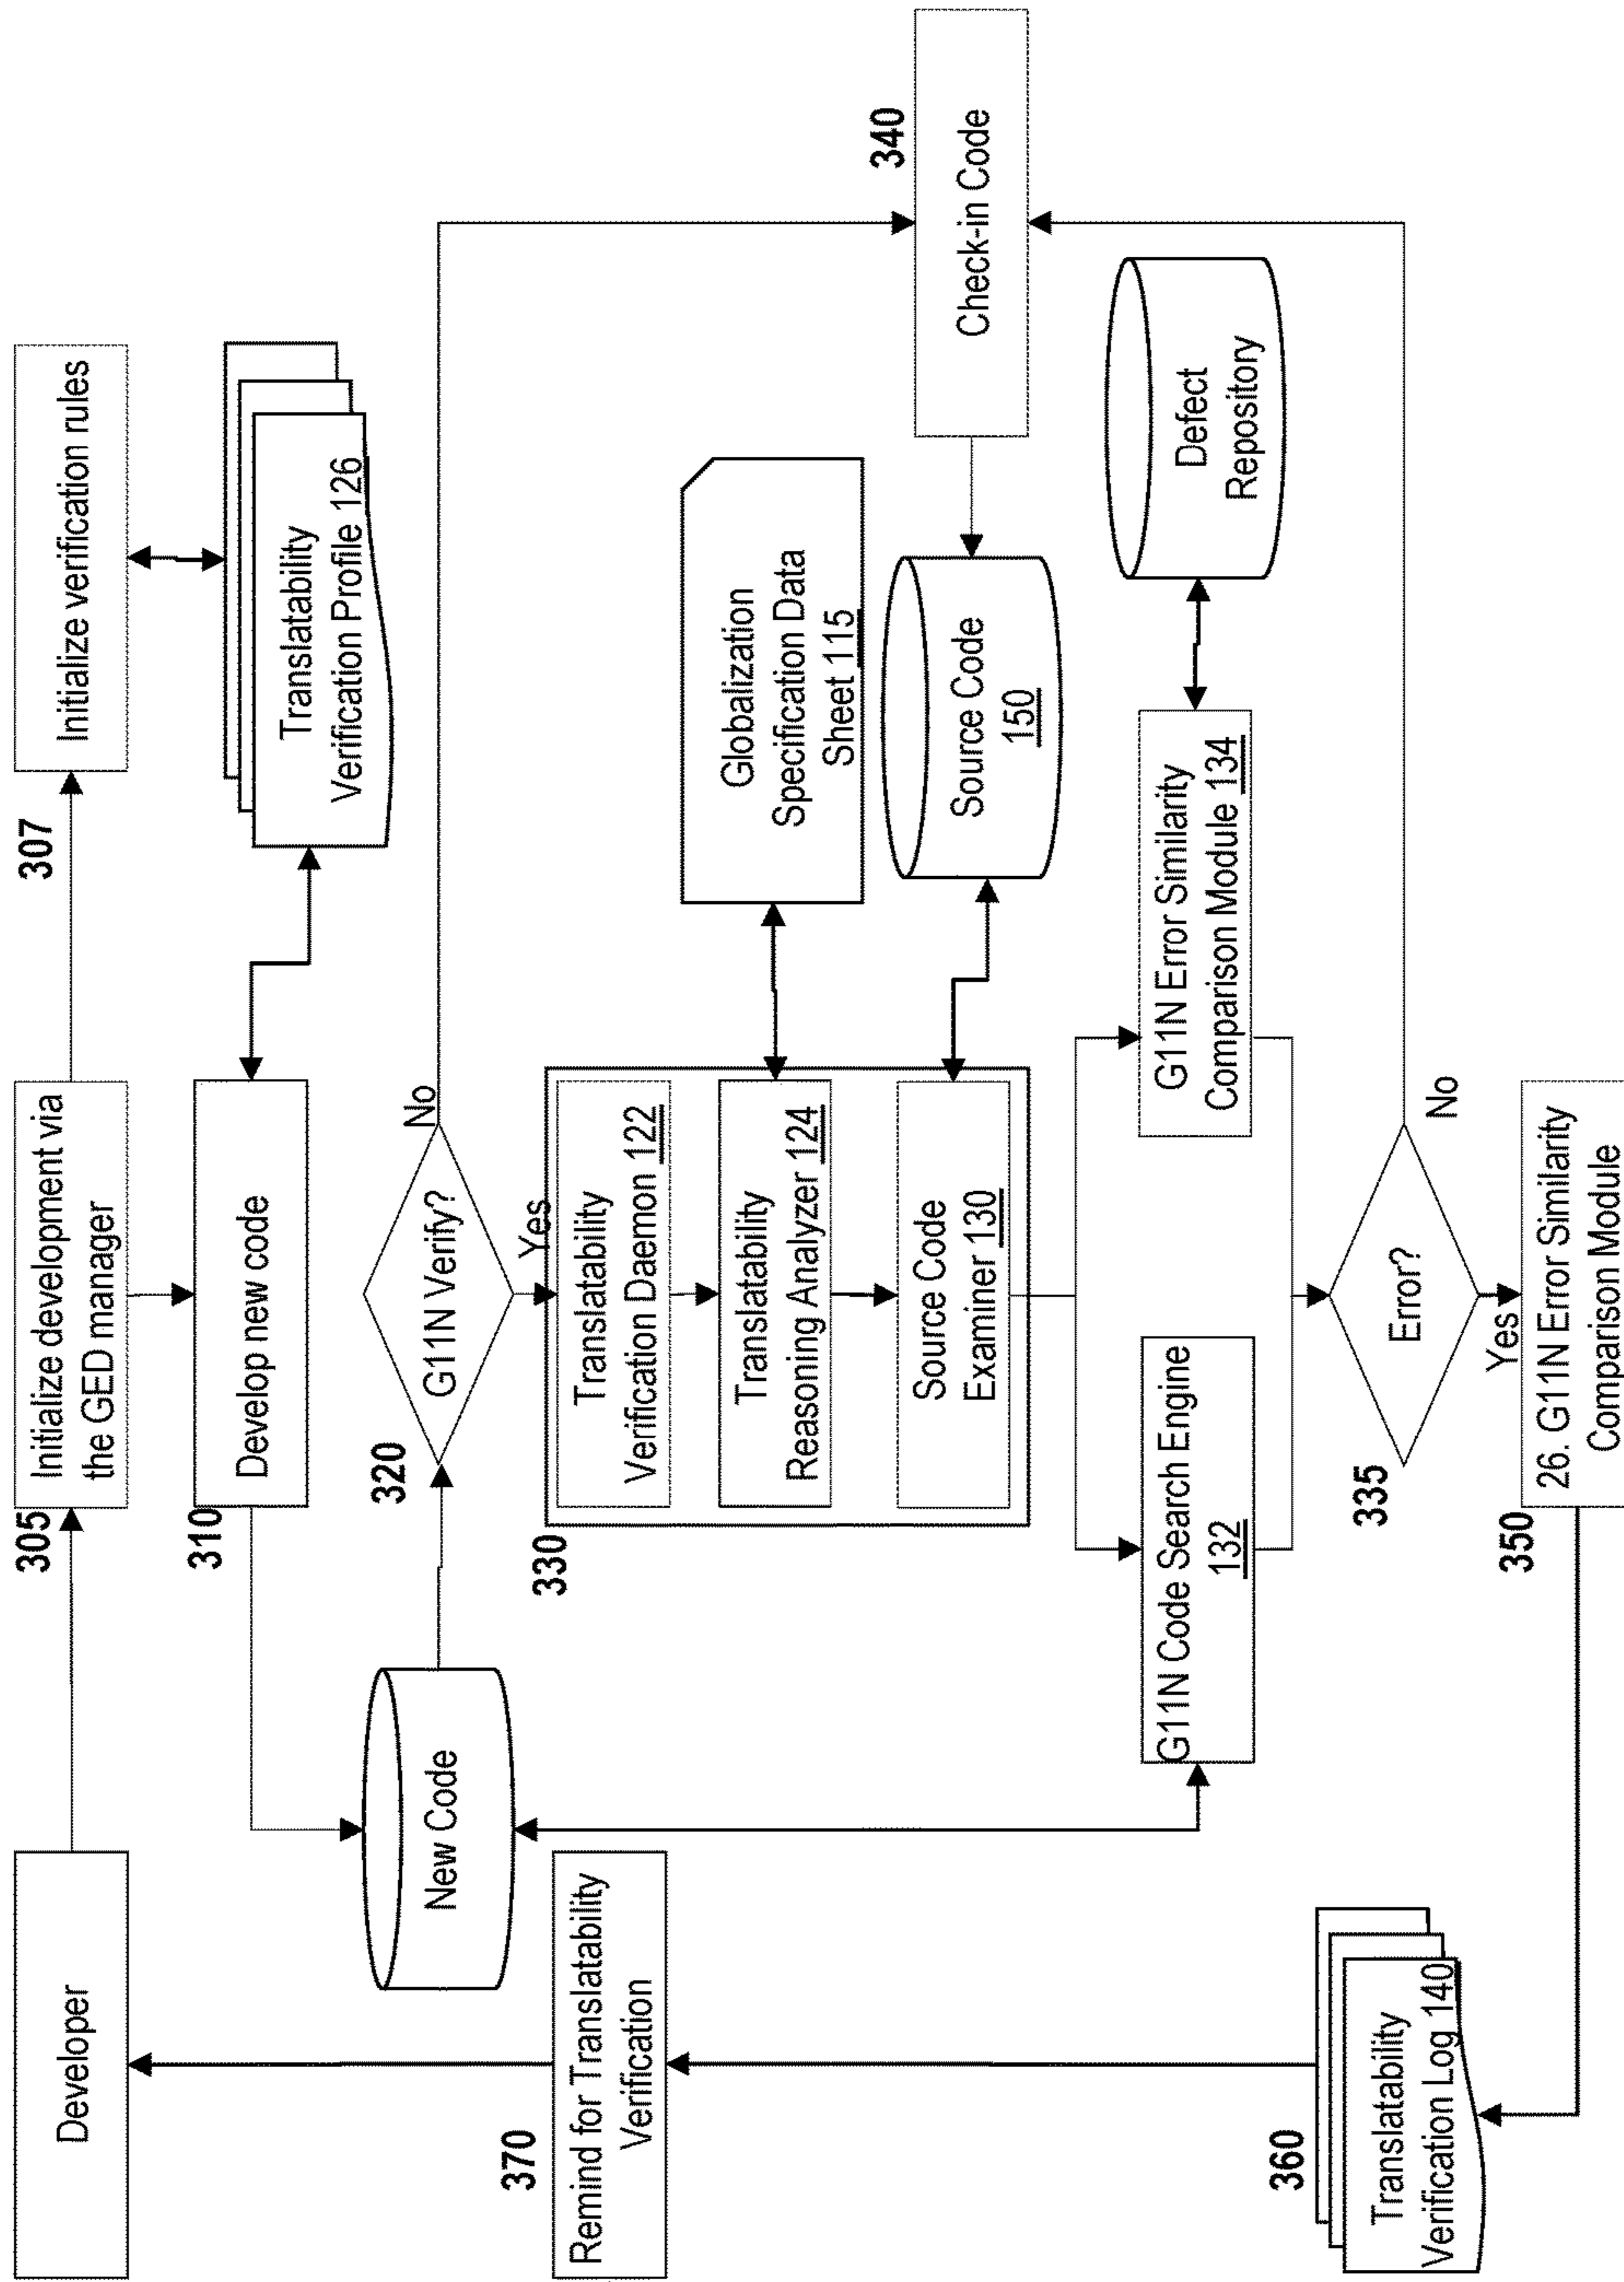 Developer
305
Initialize development via
the GED manager
307
Initialize verification rules
310
Develop new code
Translatability
Verification Profile 126
New Code
320
G11N Verify?
No
Yes
340
Check-in Code
370
Remind for Translatability
Verification
330
Translatability
Verification Daemon 122
Translatability
Reasoning Analyzer 124
Source Code
Examiner 130
Globalization
Specification Data
Sheet 115
Source Code
150
G11N Code Search Engine
132
G11N Error Similarity
Comparison Module 134
Defect
Repository
335
Error?
No
Yes
360
Translatability
Verification Log 140
350
26. G11N Error Similarity
Comparison Module